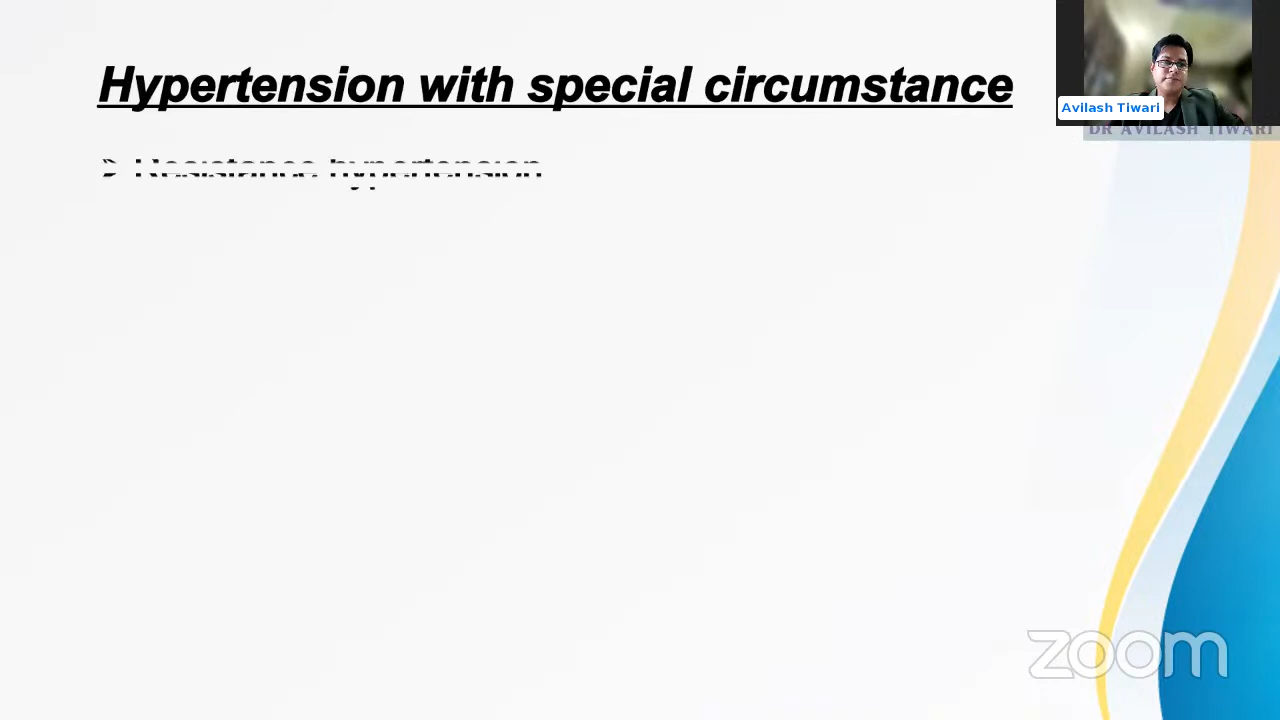 Hypertension with special circumstance
Avilash Tiwari
DR AVILASH TIWARI
➢ Resistance hypertension
zoom